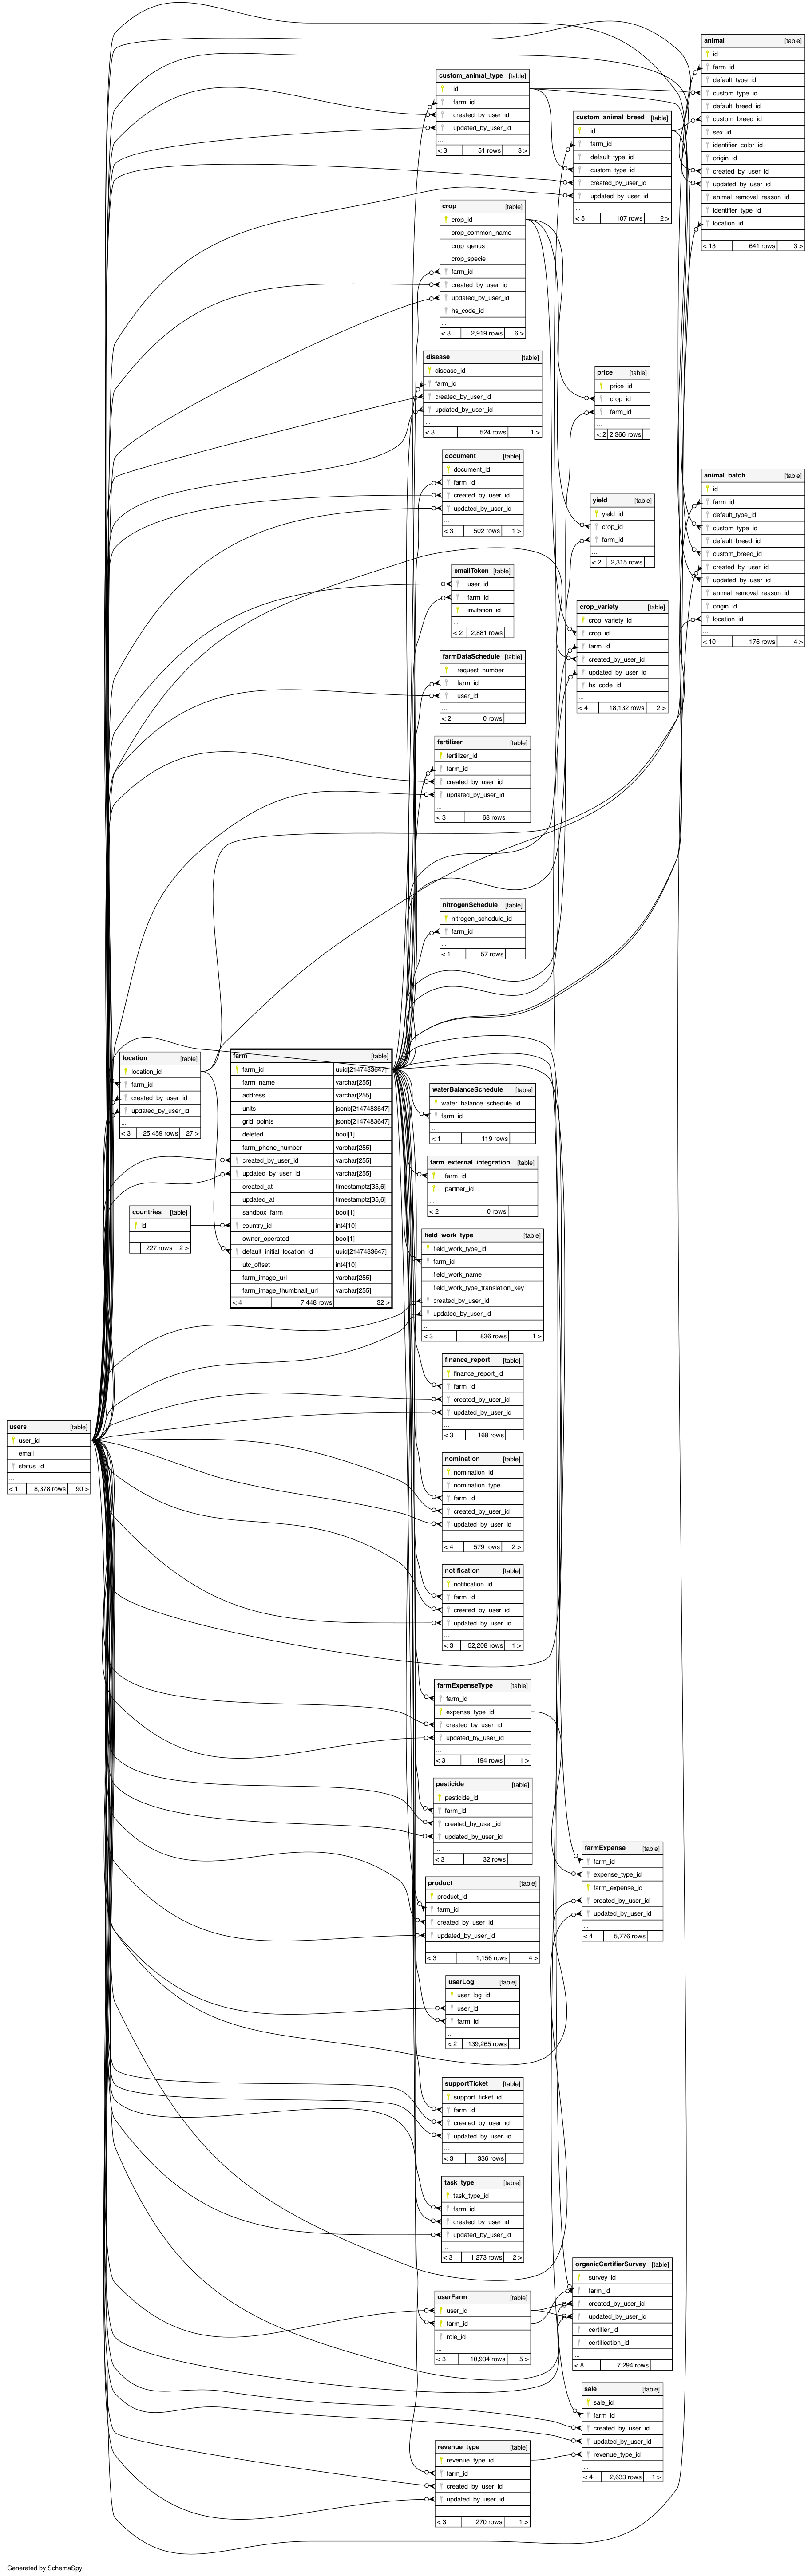 animal [table]
id
farm_id
default_type_id
custom_type_id
default_breed_id
custom_breed_id
sex_id
identifier_color_id
origin_id
created_by_user_id
updated_by_user_id
animal_removal_reason_id
identifier_type_id
location_id
...
< 13 641 rows 3 >
custom_animal_type [table]
id
farm_id
created_by_user_id
updated_by_user_id
...
< 3 51 rows 3 >
custom_animal_breed [table]
id
farm_id
default_type_id
custom_type_id
created_by_user_id
updated_by_user_id
...
< 5 107 rows 2 >
crop [table]
crop_id
crop_common_name
crop_genus
crop_specie
farm_id
created_by_user_id
updated_by_user_id
hs_code_id
...
< 3 2,919 rows 6 >
disease [table]
disease_id
farm_id
created_by_user_id
updated_by_user_id
...
< 3 524 rows 1 >
price [table]
price_id
crop_id
farm_id
...
< 2 2,366 rows
document [table]
document_id
farm_id
created_by_user_id
updated_by_user_id
...
< 3 502 rows 1 >
animal_batch [table]
id
farm_id
default_type_id
custom_type_id
default_breed_id
custom_breed_id
created_by_user_id
updated_by_user_id
animal_removal_reason_id
origin_id
location_id
...
< 10 176 rows 4 >
yield [table]
yield_id
crop_id
farm_id
...
< 2 2,315 rows
emailToken [table]
user_id
farm_id
invitation_id
...
< 2 2,881 rows
crop_variety [table]
crop_variety_id
crop_id
farm_id
created_by_user_id
updated_by_user_id
hs_code_id
...
< 4 18,132 rows 2 >
farmDataSchedule [table]
request_number
farm_id
user_id
...
< 2 0 rows
fertilizer [table]
fertilizer_id
farm_id
created_by_user_id
updated_by_user_id
...
< 3 68 rows
nitrogenSchedule [table]
nitrogen_schedule_id
farm_id
...
< 1 57 rows
location [table]
location_id
farm_id
created_by_user_id
updated_by_user_id
...
< 3 25,459 rows 27 >
farm [table]
farm_id uuid[2147483647]
farm_name varchar[255]
address varchar[255]
units jsonb[2147483647]
grid_points jsonb[2147483647]
deleted bool[1]
farm_phone_number varchar[255]
created_by_user_id varchar[255]
updated_by_user_id varchar[255]
created_at timestamptz[35,6]
updated_at timestamptz[35,6]
sandbox_farm bool[1]
country_id int4[10]
owner_operated bool[1]
default_initial_location_id uuid[2147483647]
utc_offset int4[10]
farm_image_url varchar[255]
farm_image_thumbnail_url varchar[255]
< 4 7,448 rows 32 >
countries [table]
id
...
227 rows 2 >
waterBalanceSchedule [table]
water_balance_schedule_id
farm_id
...
< 1 119 rows
farm_external_integration [table]
farm_id
partner_id
...
< 2 0 rows
field_work_type [table]
field_work_type_id
farm_id
field_work_name
field_work_type_translation_key
created_by_user_id
updated_by_user_id
...
< 3 836 rows 1 >
finance_report [table]
finance_report_id
farm_id
created_by_user_id
updated_by_user_id
...
< 3 168 rows
users [table]
user_id
email
status_id
...
< 1 8,378 rows 90 >
nomination [table]
nomination_id
nomination_type
farm_id
created_by_user_id
updated_by_user_id
...
< 4 579 rows 2 >
notification [table]
notification_id
farm_id
created_by_user_id
updated_by_user_id
...
< 3 52,208 rows 1 >
farmExpenseType [table]
farm_id
expense_type_id
created_by_user_id
updated_by_user_id
...
< 3 194 rows 1 >
pesticide [table]
pesticide_id
farm_id
created_by_user_id
updated_by_user_id
...
< 3 32 rows
farmExpense [table]
farm_id
expense_type_id
farm_expense_id
created_by_user_id
updated_by_user_id
...
< 4 5,776 rows
product [table]
product_id
farm_id
created_by_user_id
updated_by_user_id
...
< 3 1,156 rows 4 >
userLog [table]
user_log_id
user_id
farm_id
...
< 2 139,265 rows
supportTicket [table]
support_ticket_id
farm_id
created_by_user_id
updated_by_user_id
...
< 3 336 rows
task_type [table]
task_type_id
farm_id
created_by_user_id
updated_by_user_id
...
< 3 1,273 rows 2 >
organicCertifierSurvey [table]
survey_id
farm_id
created_by_user_id
updated_by_user_id
certifier_id
certification_id
...
< 8 7,294 rows
userFarm [table]
user_id
farm_id
role_id
...
< 3 10,934 rows 5 >
sale [table]
sale_id
farm_id
created_by_user_id
updated_by_user_id
revenue_type_id
...
< 4 2,633 rows 1 >
revenue_type [table]
revenue_type_id
farm_id
created_by_user_id
updated_by_user_id
...
< 3 270 rows 1 >
Generated by SchemaSpy